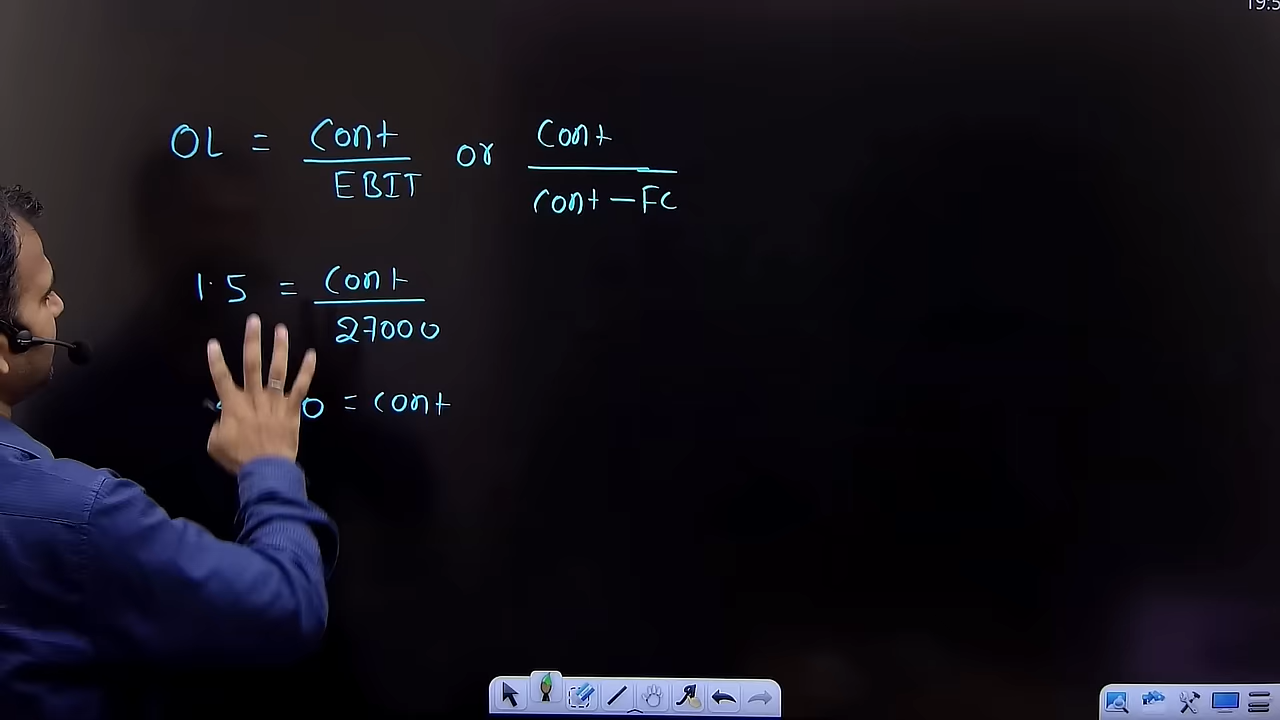 OL = Cont / EBIT or Cont / Cont - FC
1.5 = Cont / 27000
0 = Cont